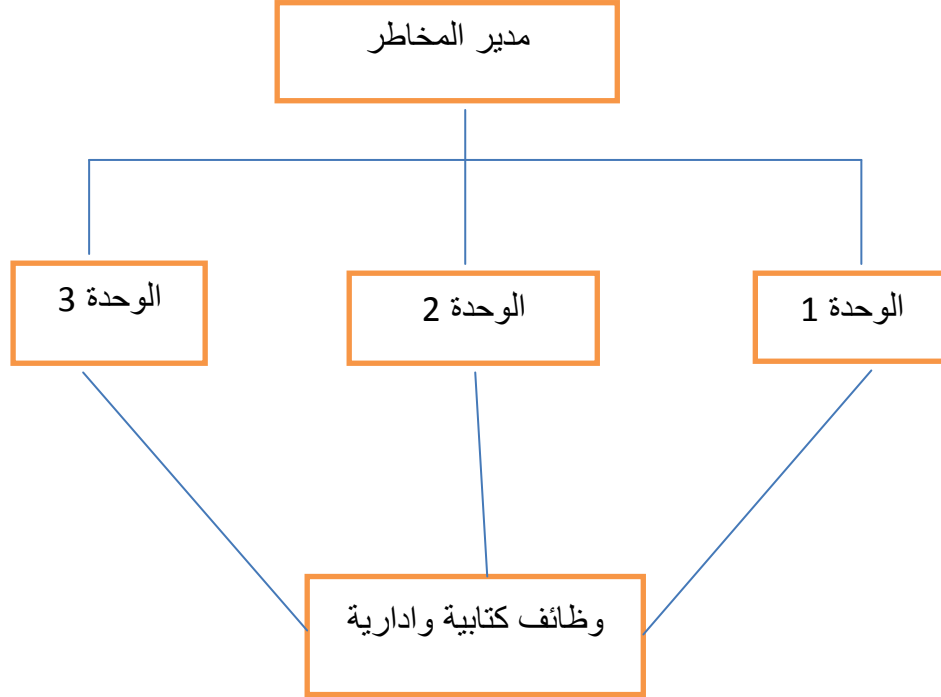 مدير المخاطر
الوحدة 1
الوحدة 2
الوحدة 3
وظائف كتابية وادارية